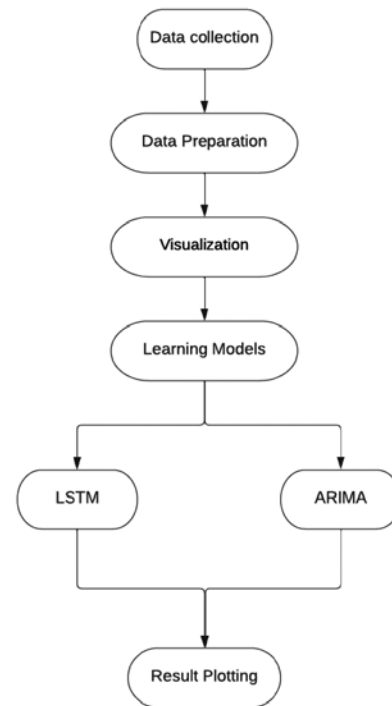 Data collection
Data Preparation
Visualization
Learning Models
LSTM
ARIMA
Result Plotting